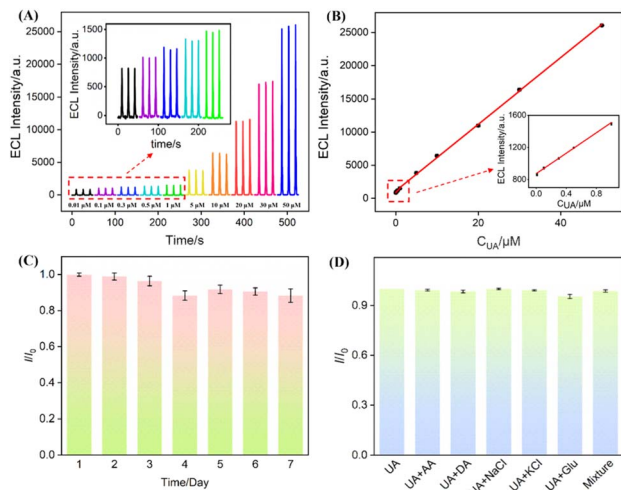 (A)
ECL Intensity/a.u.
25000
20000
15000
10000
5000
0
ECL Intensity/a.u.
1500
1000
500
0
0 100 200
time/s
0.01 μM 0.1 μM 0.3 μM 0.5 μM 1 μM 5 μM 10 μM 20 μM 30 μM 50 μM
0 100 200 300 400 500
Time/s
(B)
ECL Intensity/a.u.
25000
20000
15000
10000
5000
0
ECL Intensity/a.u.
1600
1200
800
0.0 0.4 0.8
CUA/μM
0 20 40
CUA/μM
(C)
I/I0
1.0
0.8
0.6
0.4
0.2
0.0
1 2 3 4 5 6 7
Time/Day
(D)
I/I0
0.9
0.6
0.3
0.0
UA UA+AA UA+DA UA+NaCl UA+KCl UA+Glu Mixture